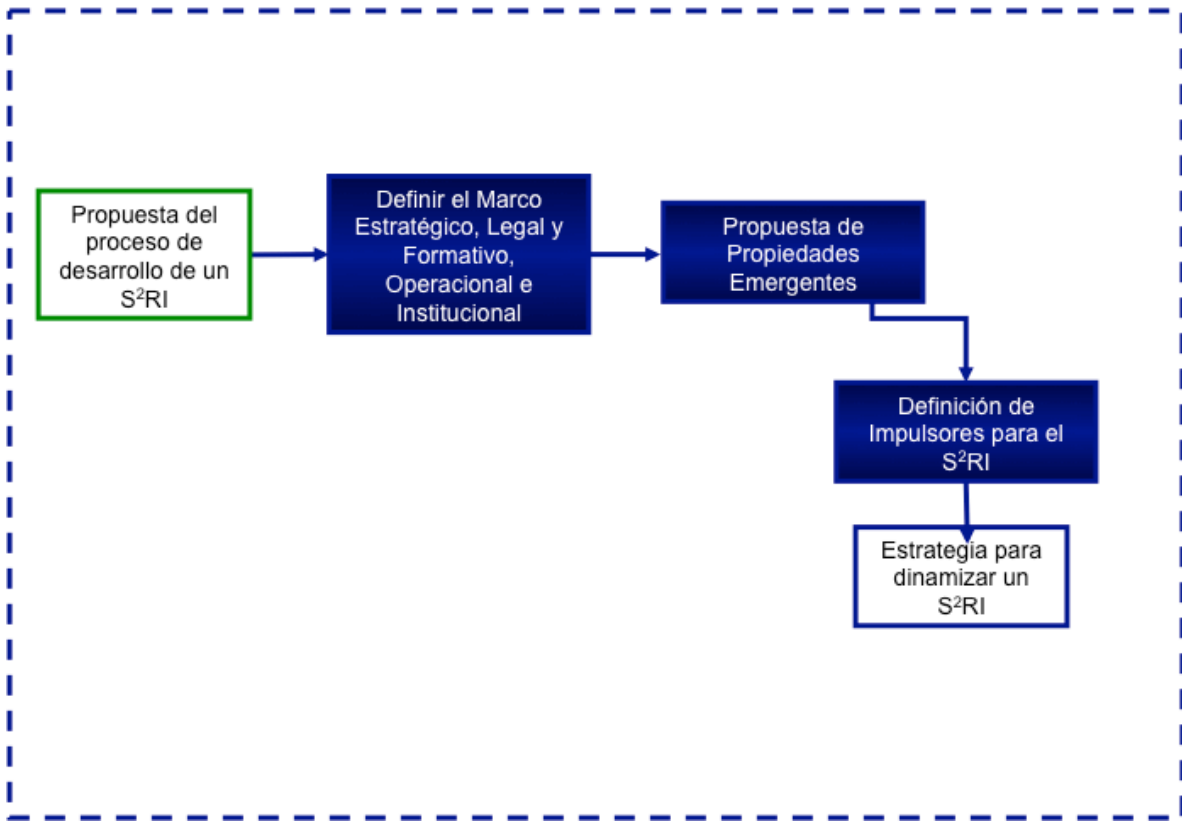 Propuesta del
proceso de
desarrollo de un
S²RI
Definir el Marco
Estratégico, Legal y
Formativo,
Operacional e
Institucional
Propuesta de
Propiedades
Emergentes
Definición de
Impulsores para el
S²RI
Estrategia para
dinamizar un
S²RI